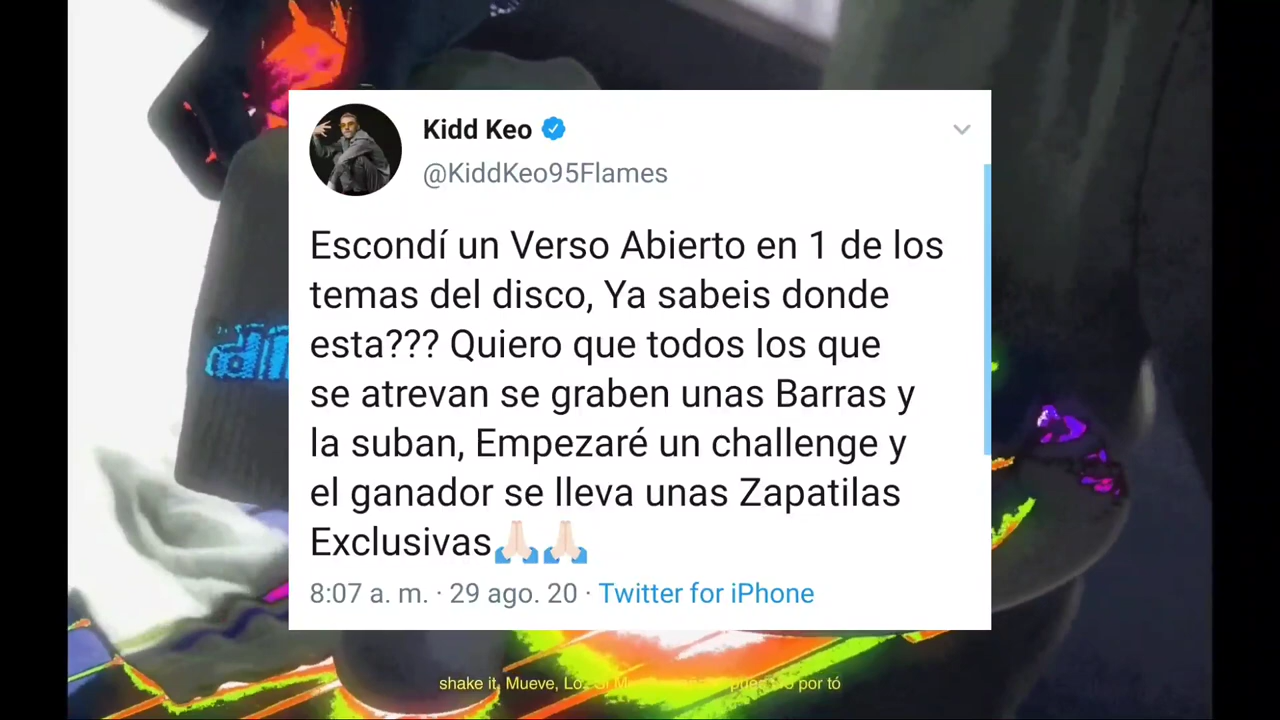 Kidd Keo
@KiddKeo95Flames
Escondí un Verso Abierto en 1 de los
temas del disco, Ya sabeis donde
esta??? Quiero que todos los que
se atrevan se graben unas Barras y
la suban, Empezaré un challenge y
el ganador se lleva unas Zapatilas
Exclusivas🙏🏻🙏🏻
8:07 a. m. · 29 ago. 20 · Twitter for iPhone
shake it, Mueve, por tó